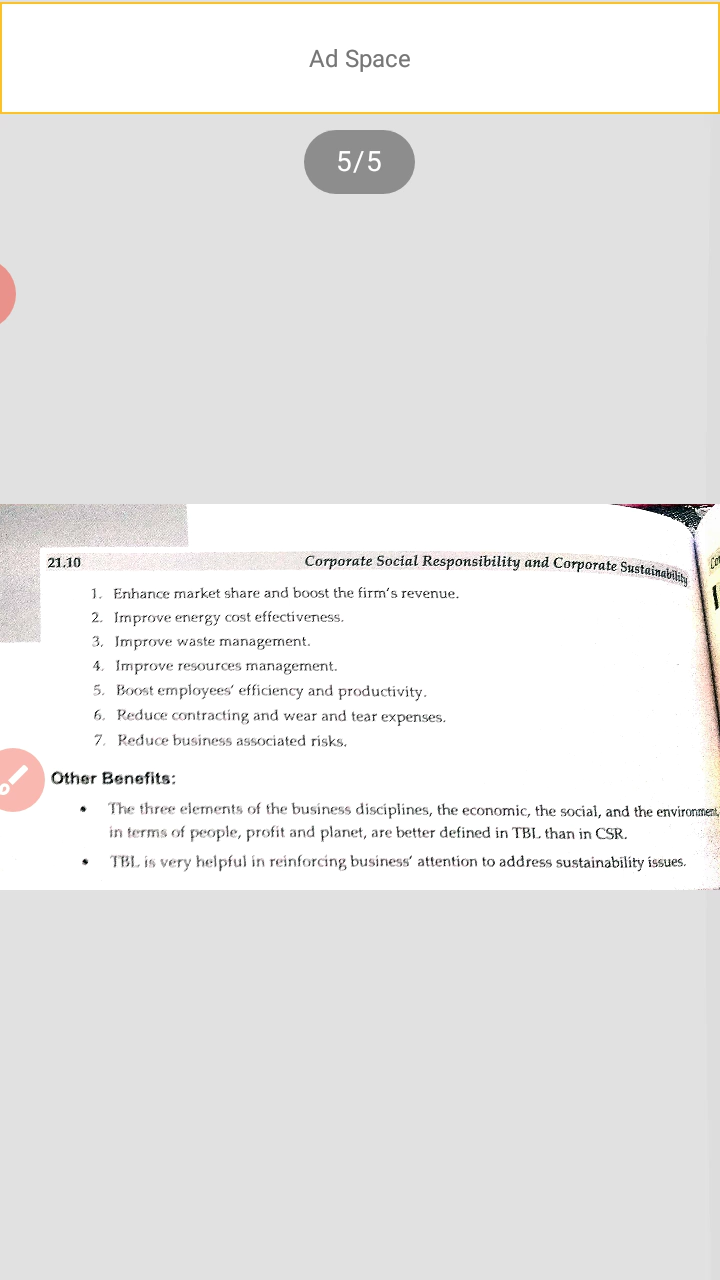 Ad Space
5/5
21.10 Corporate Social Responsibility and Corporate Sustainability
1. Enhance market share and boost the firm's revenue.
2. Improve energy cost effectiveness.
3. Improve waste management.
4. Improve resources management.
5. Boost employees' efficiency and productivity.
6. Reduce contracting and wear and tear expenses.
7. Reduce business associated risks.
Other Benefits:
• The three elements of the business disciplines, the economic, the social, and the environment,
in terms of people, profit and planet, are better defined in TBL than in CSR.
• TBL is very helpful in reinforcing business' attention to address sustainability issues.